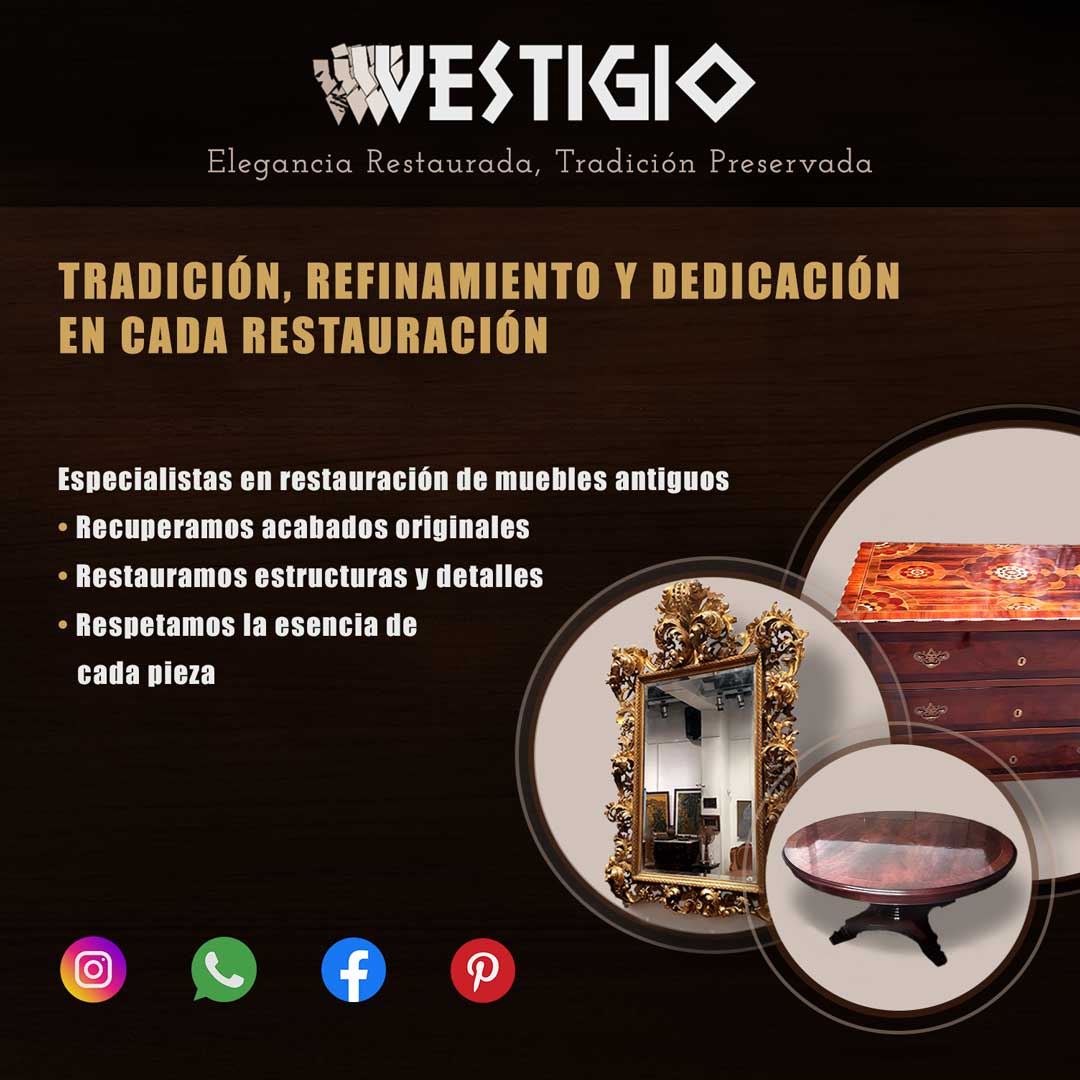 VESTIGIO
Elegancia Restaurada, Tradición Preservada
TRADICIÓN, REFINAMIENTO Y DEDICACIÓN
EN CADA RESTAURACIÓN
Especialistas en restauración de muebles antiguos
• Recuperamos acabados originales
• Restauramos estructuras y detalles
• Respetamos la esencia de
cada pieza